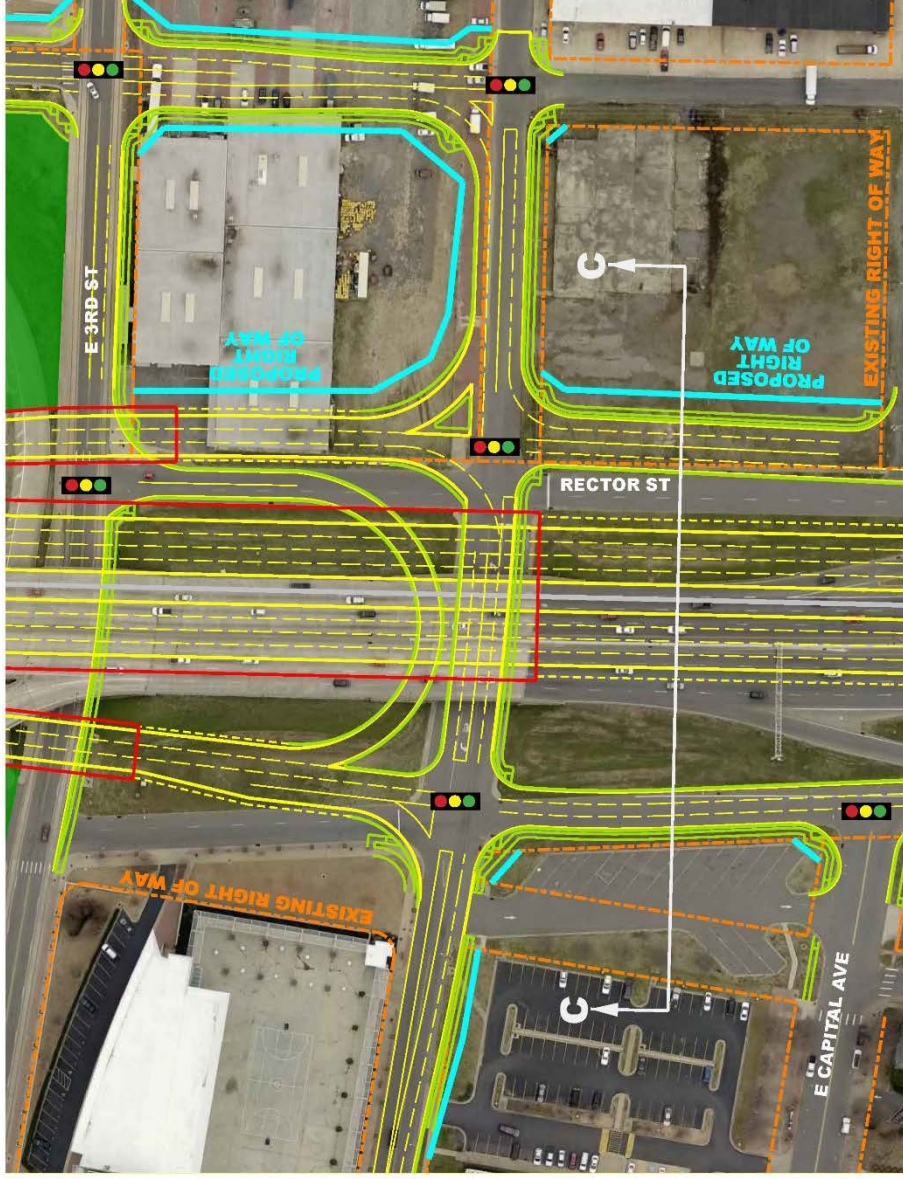 E 3RD ST
PROPOSED
RIGHT
OF WAY
C
PROPOSED
RIGHT
OF WAY
EXISTING RIGHT OF WAY
RECTOR ST
EXISTING RIGHT OF WAY
C
E CAPITAL AVE